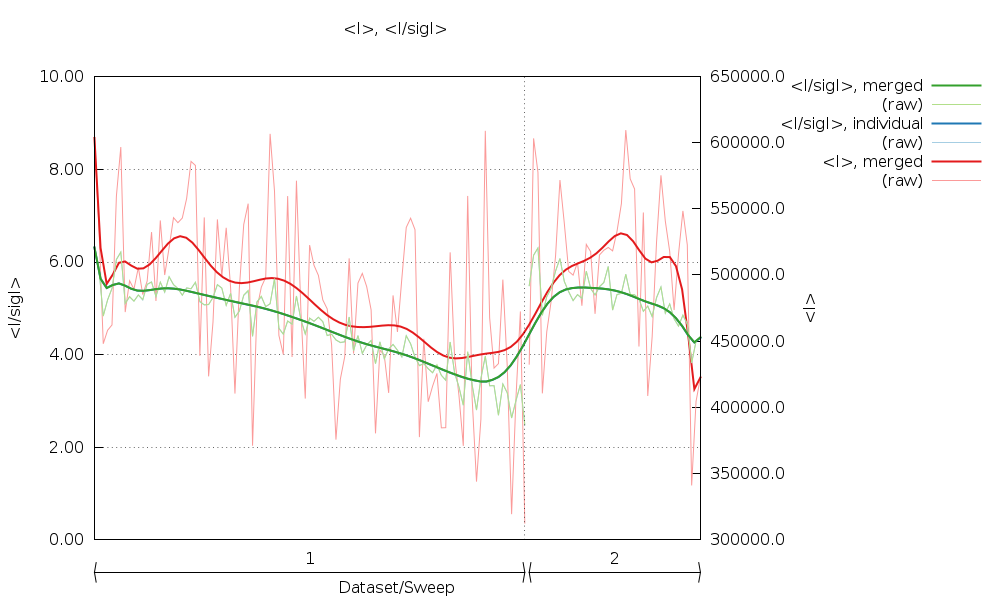 <I>, <I/sigI>
10.00
8.00
6.00
4.00
2.00
0.00
<I/sigI>
650000.0
600000.0
550000.0
500000.0
450000.0
400000.0
350000.0
300000.0
<I>
<I/sigI>, merged
(raw)
<I/sigI>, individual
(raw)
<I>, merged
(raw)
1 2
Dataset/Sweep